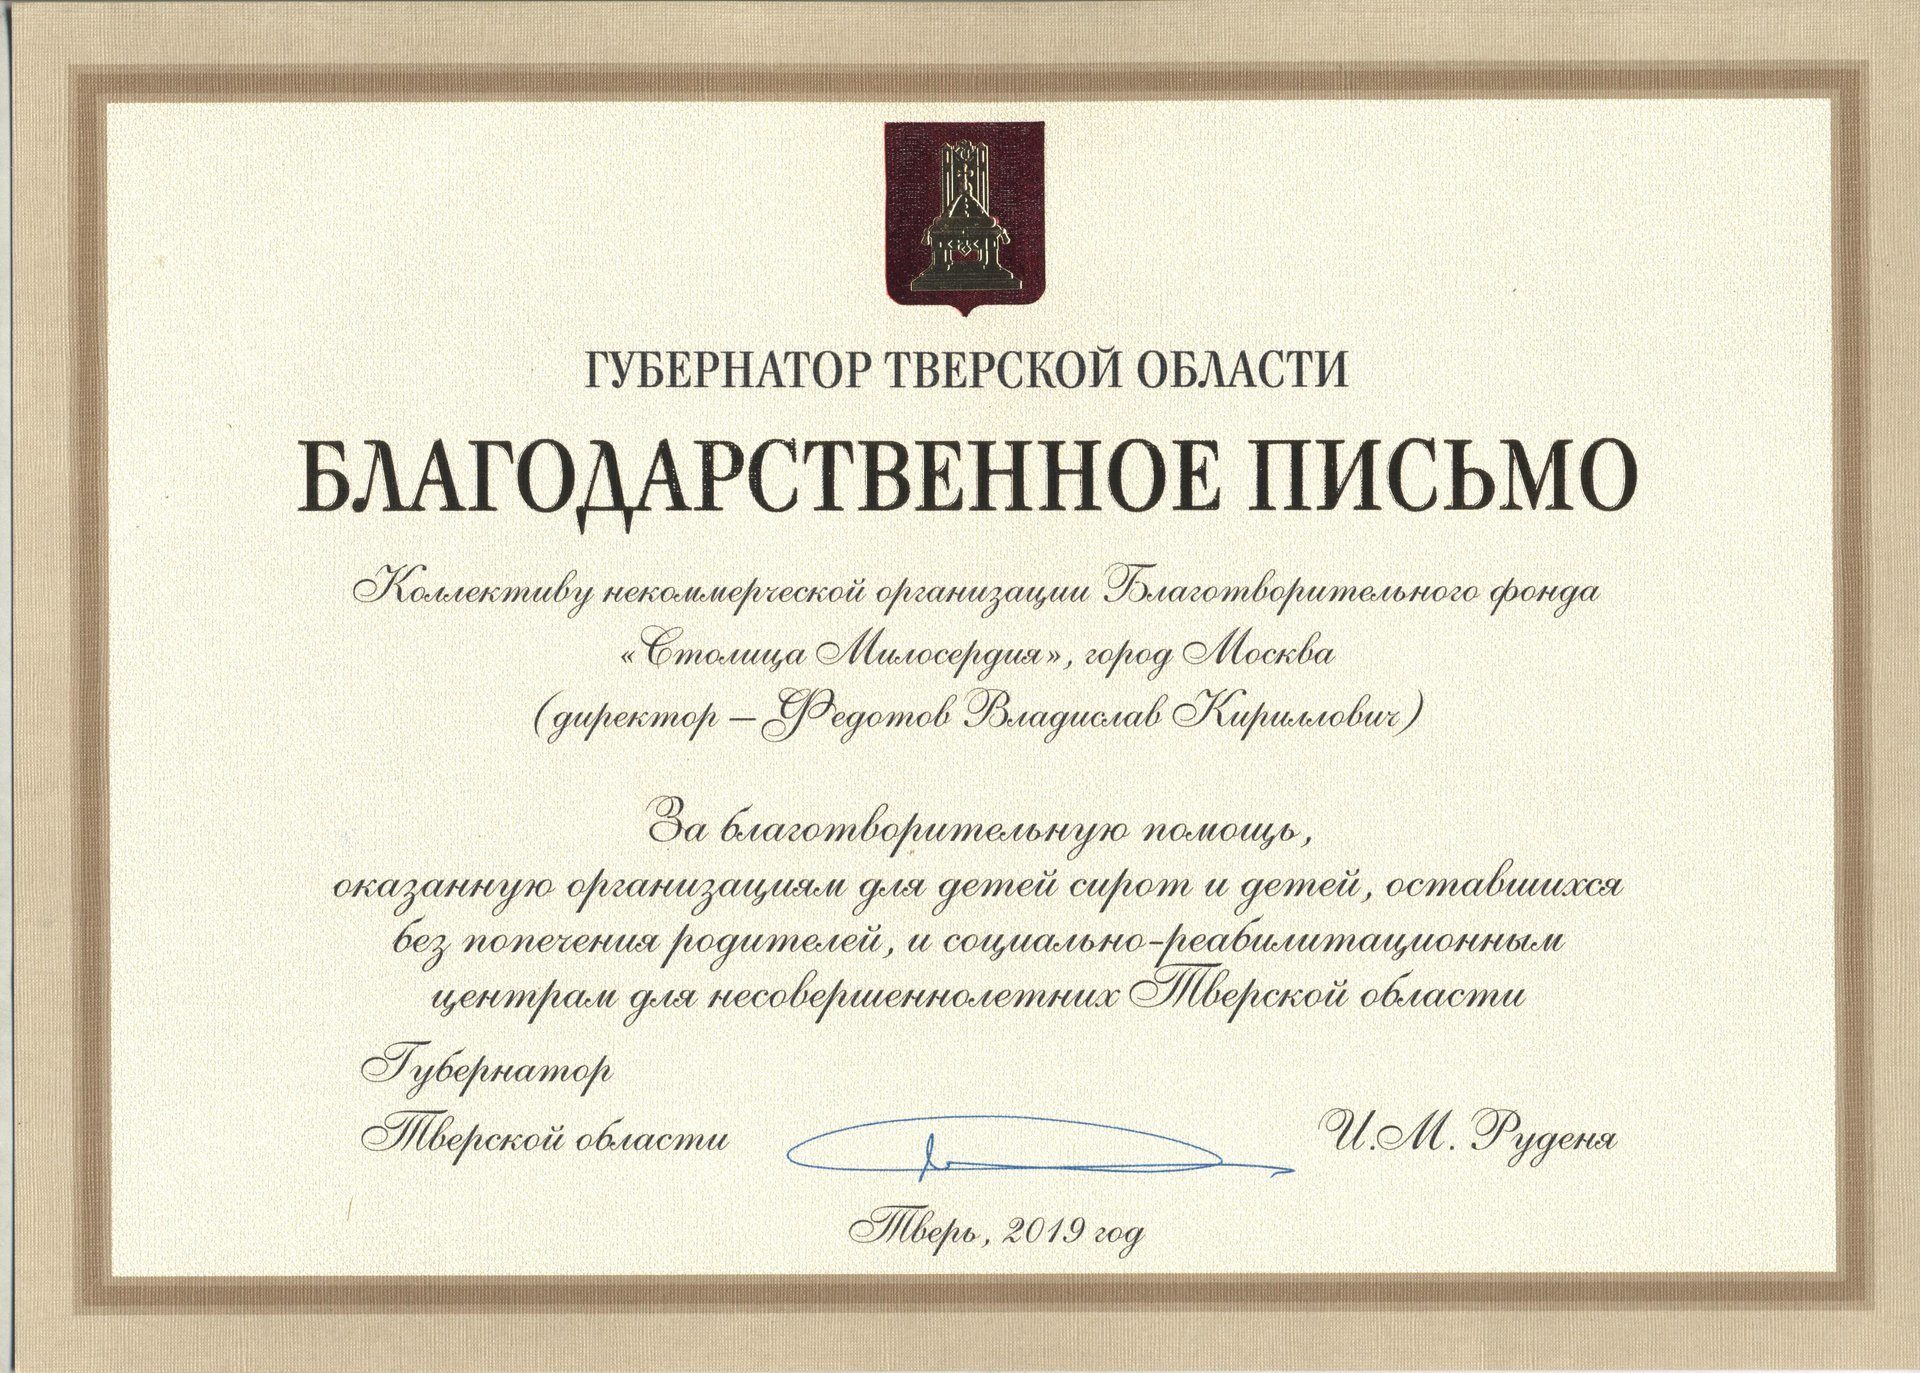 ГУБЕРНАТОР ТВЕРСКОЙ ОБЛАСТИ
БЛАГОДАРСТВЕННОЕ ПИСЬМО
Коллективу некоммерческой организации Благотворительного фонда
«Столица Милосердия», город Москва
(директор – Федотов Владислав Кириллович)
За благотворительную помощь,
оказанную организациям для детей сирот и детей, оставшихся
без попечения родителей, и социально-реабилитационным
центрам для несовершеннолетних Тверской области
Губернатор
Тверской области И.М. Руденя
Тверь, 2019 год